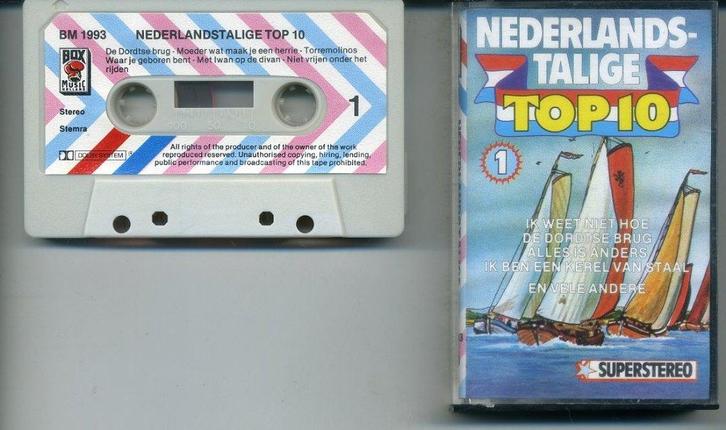 BM 1993 NEDERLANDSTALIGE TOP 10
BOX
MUSIC
De Dordtse brug - Moeder wat maak je een herrie - Torremolinos
Waar je geboren bent - Met Iwan op de divan - Niet vrijen onder het
rijden
Stereo
Stemra
1
DOLBY SYSTEM
All rights of the producer and of the owner of the work
reproduced reserved. Unauthorised copying, hiring, lending,
public performance and broadcasting of this tape prohibited.
NEDERLANDS-
TALIGE
TOP 10
1
IK WEET NIET HOE
DE DORDTSE BRUG
ALLES IS ANDERS
IK BEN EEN KEREL VAN STAAL
EN VELE ANDERE
SUPERSTEREO